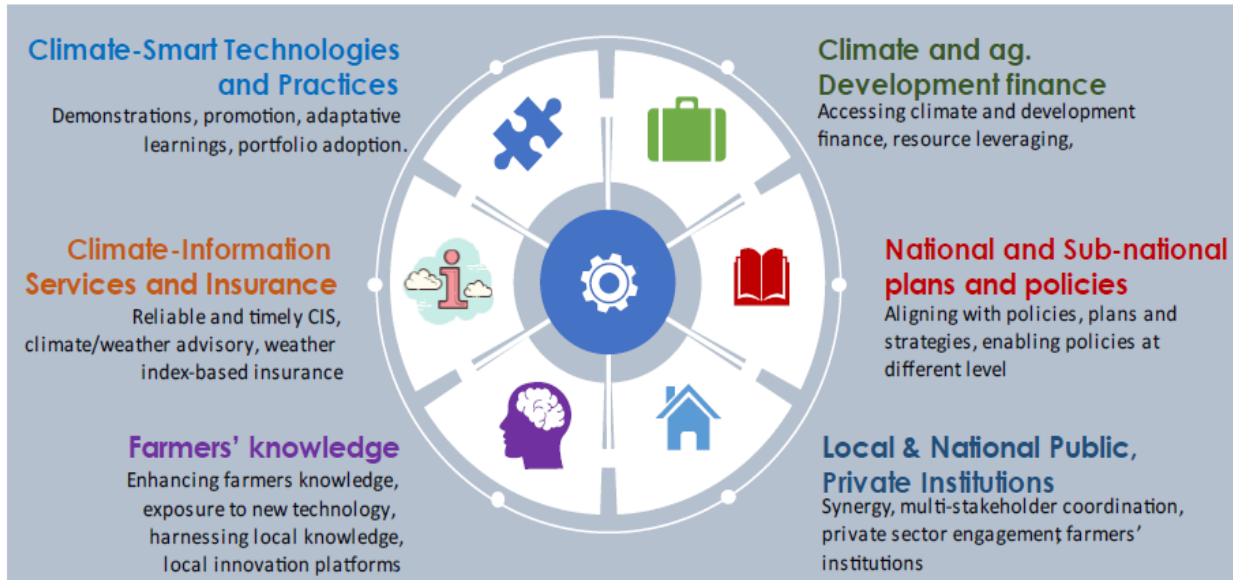 Climate-Smart Technologies
and Practices
Demonstrations, promotion, adaptative
learnings, portfolio adoption.
Climate and ag.
Development finance
Accessing climate and development
finance, resource leveraging,
Climate-Information
Services and Insurance
Reliable and timely CIS,
climate/weather advisory, weather
index-based insurance
National and Sub-national
plans and policies
Aligning with policies, plans and
strategies, enabling policies at
different level
Farmers’ knowledge
Enhancing farmers knowledge,
exposure to new technology,
harnessing local knowledge,
local innovation platforms
Local & National Public,
Private Institutions
Synergy, multi-stakeholder coordination,
private sector engagement, farmers’
institutions